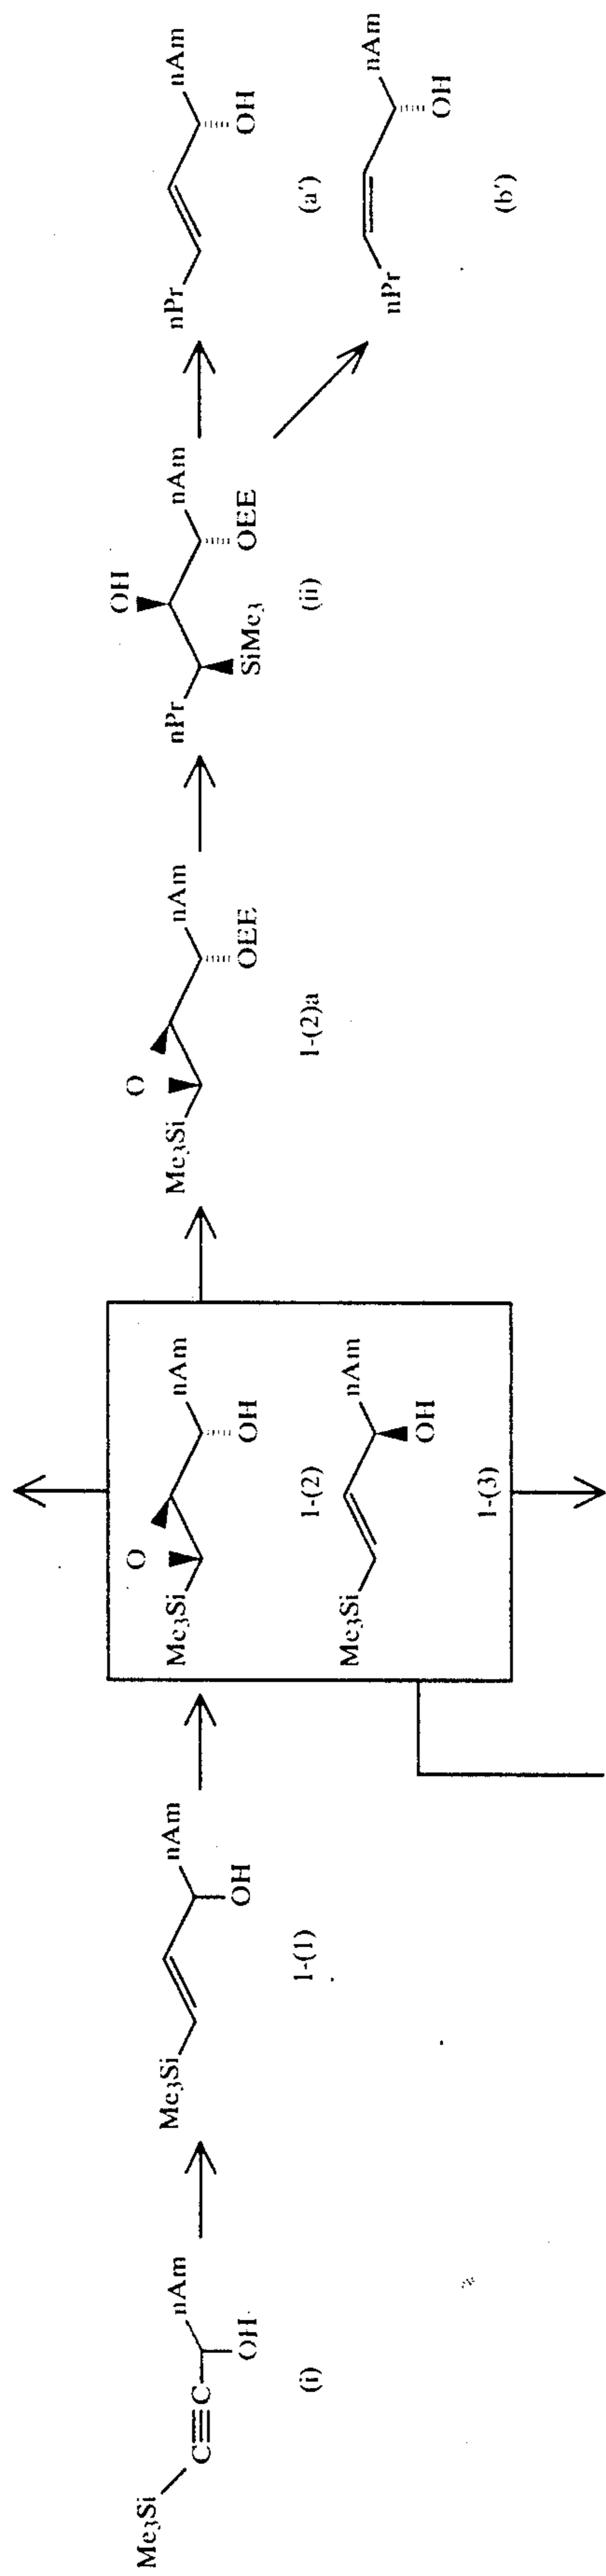 Me3Si
C≡C
nAm
OH
(i)
Me3Si
nAm
OH
1-(1)
Me3Si
O
nAm
OH
1-(2)
Me3Si
nAm
OH
1-(3)
Me3Si
O
nAm
OEE
1-(2)a
nPr
OH
SiMe3
nAm
OEE
(ii)
nPr
nAm
OH
(a')
nPr
nAm
OH
(b')